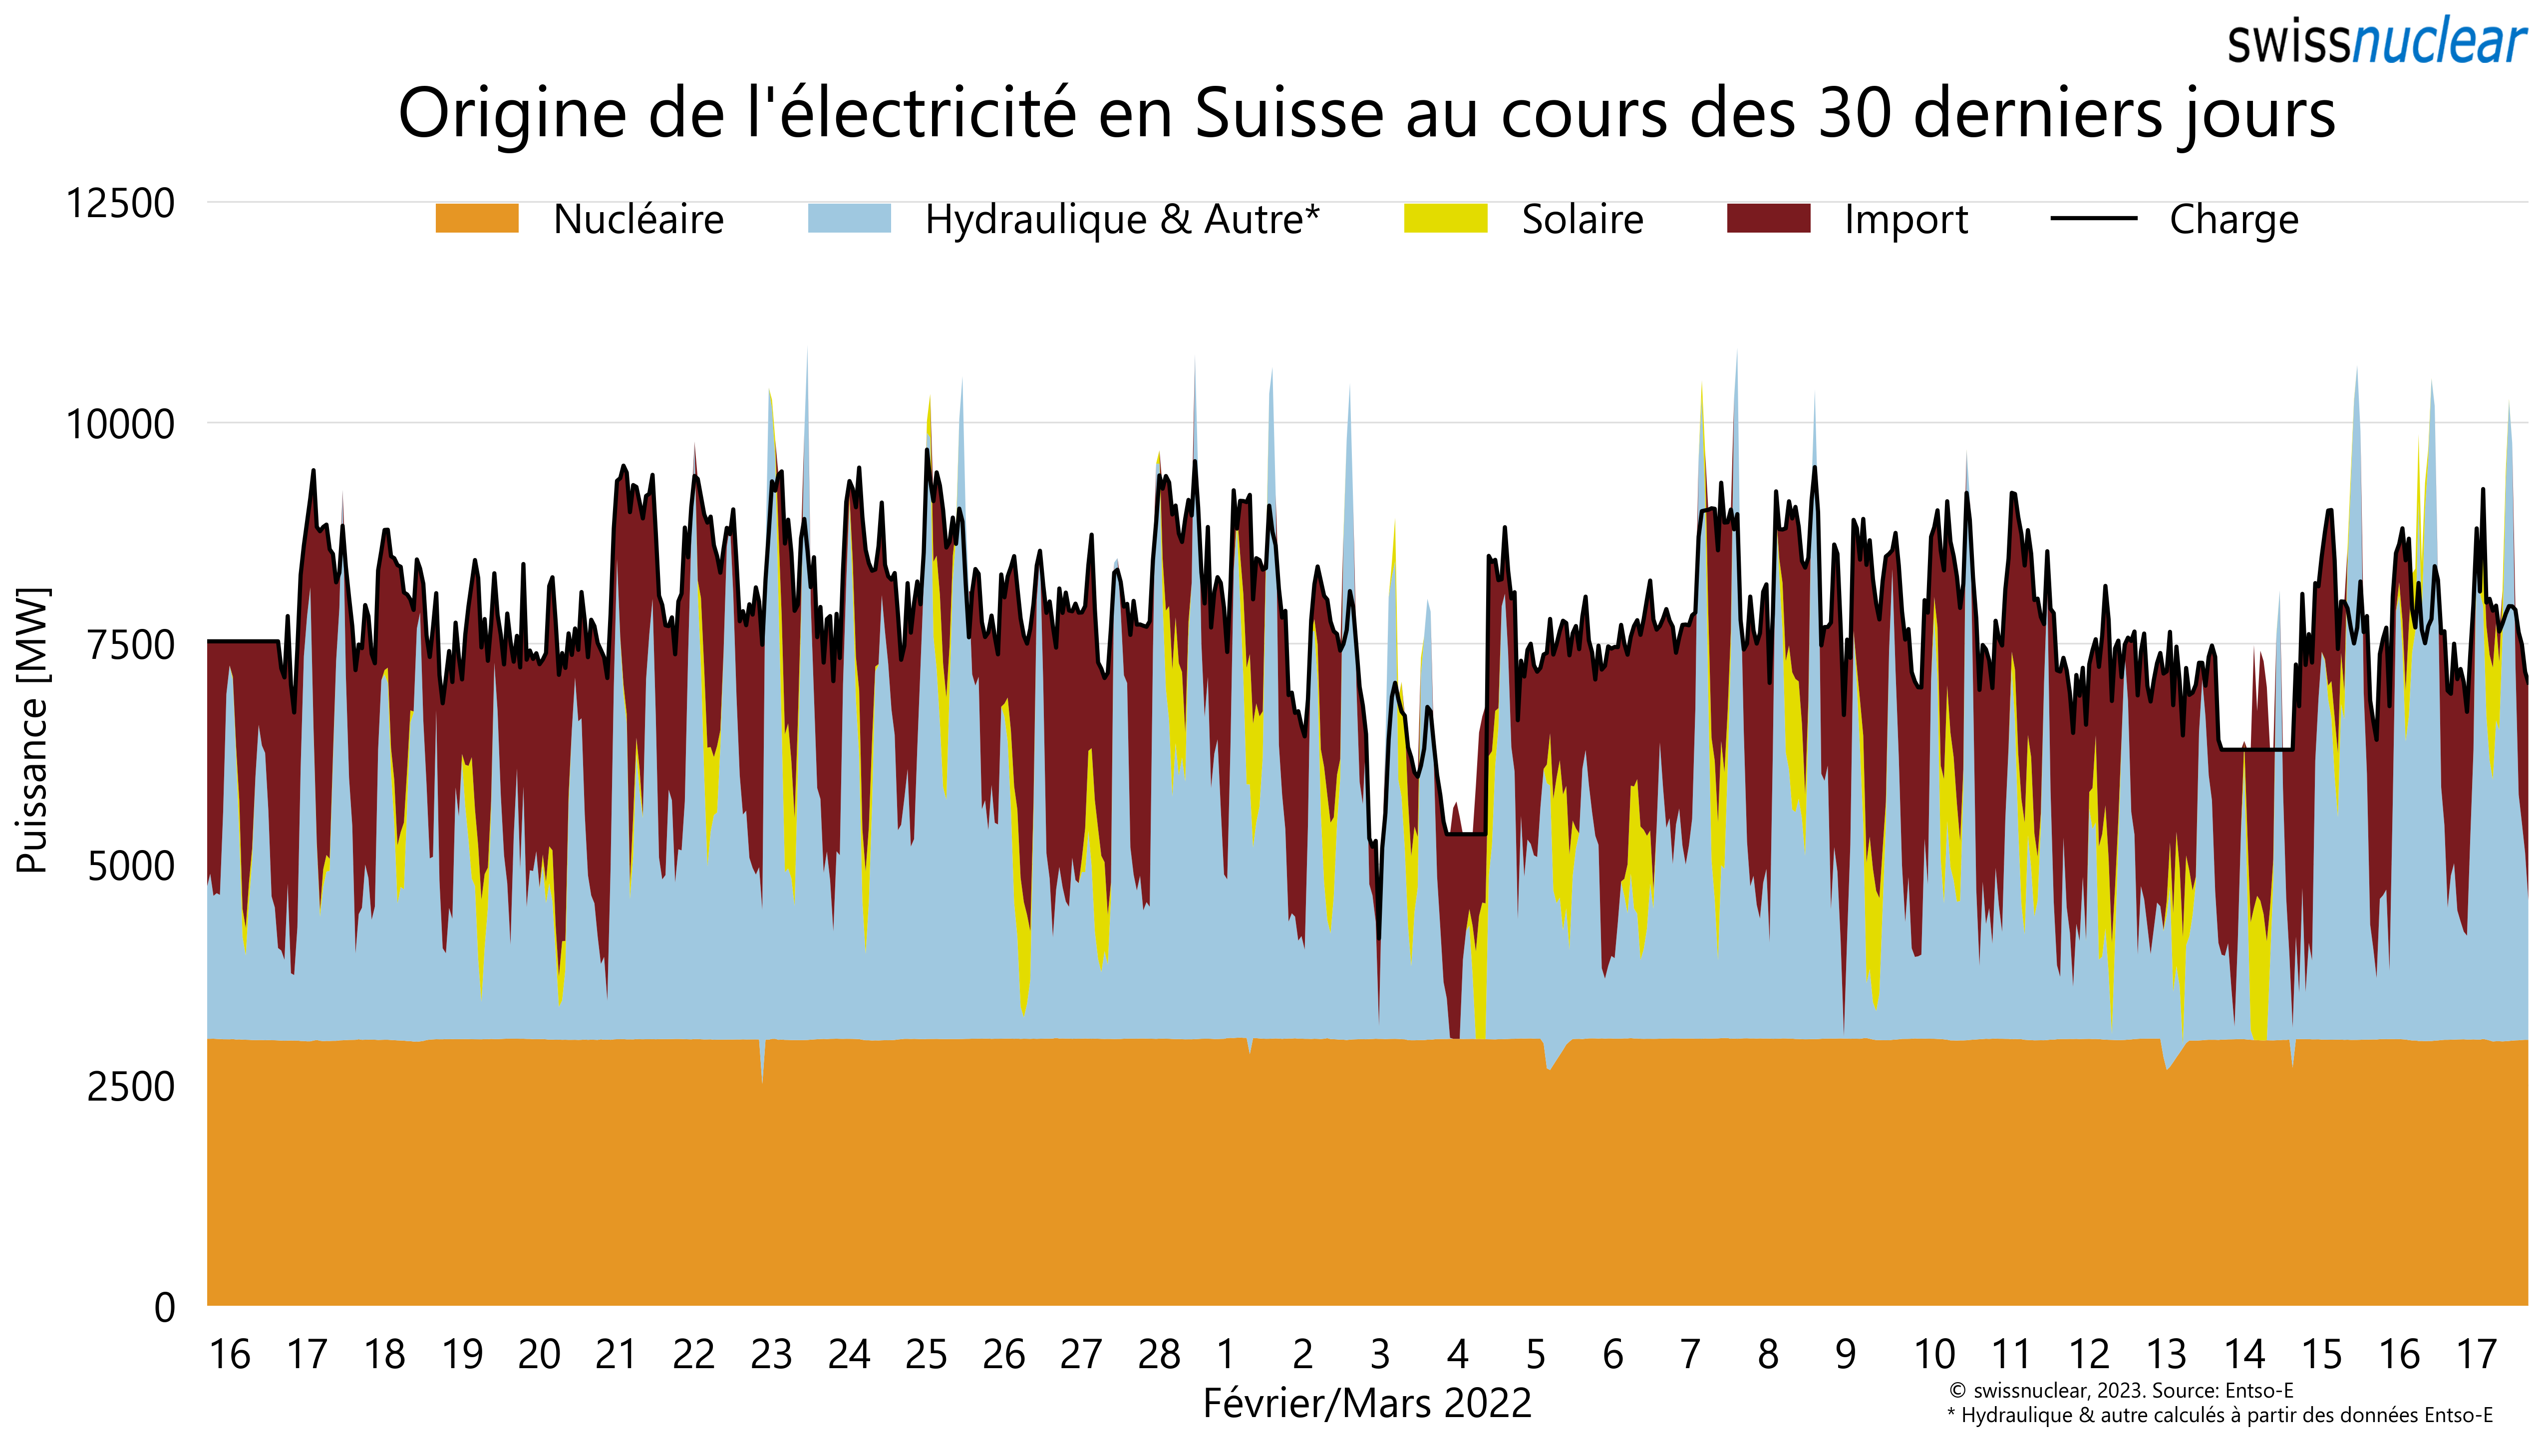 swissnuclear
Origine de l'électricité en Suisse au cours des 30 derniers jours
12500
Nucléaire Hydraulique & Autre* Solaire Import Charge
10000
7500
5000
2500
0
Puissance [MW]
16 17 18 19 20 21 22 23 24 25 26 27 28 1 2 3 4 5 6 7 8 9 10 11 12 13 14 15 16 17
Février/Mars 2022
© swissnuclear, 2023. Source: Entso-E
* Hydraulique & autre calculés à partir des données Entso-E